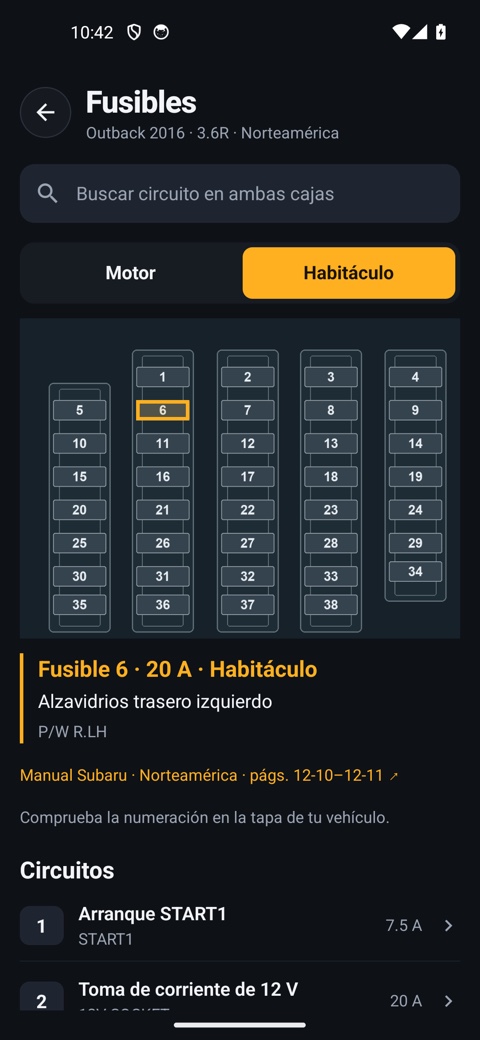 10:42
Fusibles
Outback 2016 · 3.6R · Norteamérica
Buscar circuito en ambas cajas
Motor Habitáculo
1 2 3 4
5 6 7 8 9
10 11 12 13 14
15 16 17 18 19
20 21 22 23 24
25 26 27 28 29
30 31 32 33 34
35 36 37 38
Fusible 6 · 20 A · Habitáculo
Alzavidrios trasero izquierdo
P/W R.LH
Manual Subaru · Norteamérica · págs. 12-10–12-11 ↗
Comprueba la numeración en la tapa de tu vehículo.
Circuitos
1 Arranque START1 7.5 A
START1
2 Toma de corriente de 12 V 20 A